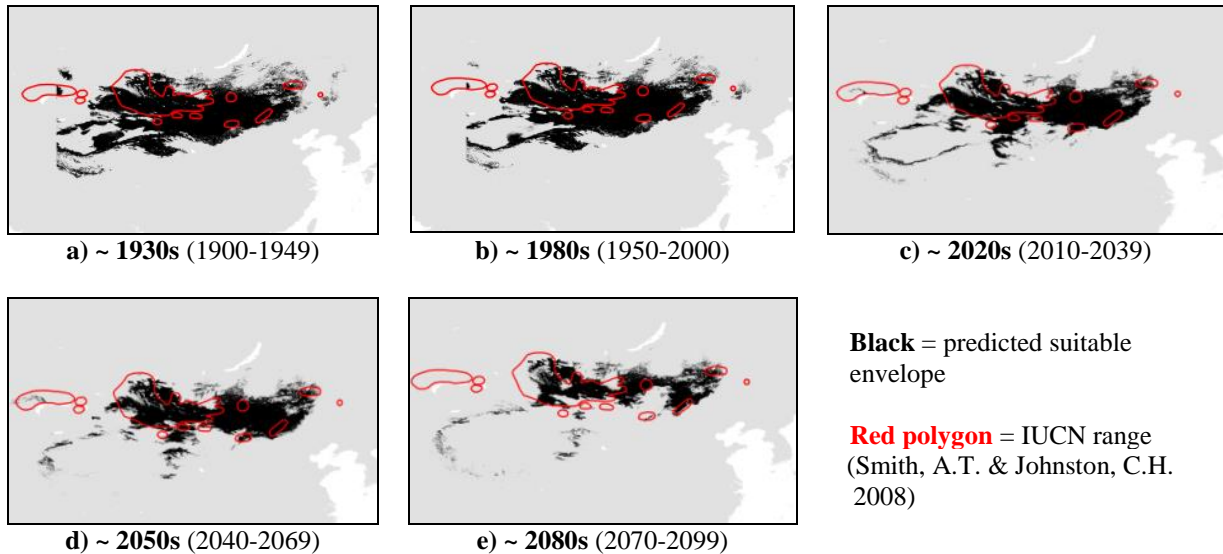 a) ~ 1930s (1900-1949)
b) ~ 1980s (1950-2000)
c) ~ 2020s (2010-2039)
d) ~ 2050s (2040-2069)
e) ~ 2080s (2070-2099)
Black = predicted suitable
envelope
Red polygon = IUCN range
(Smith, A.T. & Johnston, C.H.
2008)